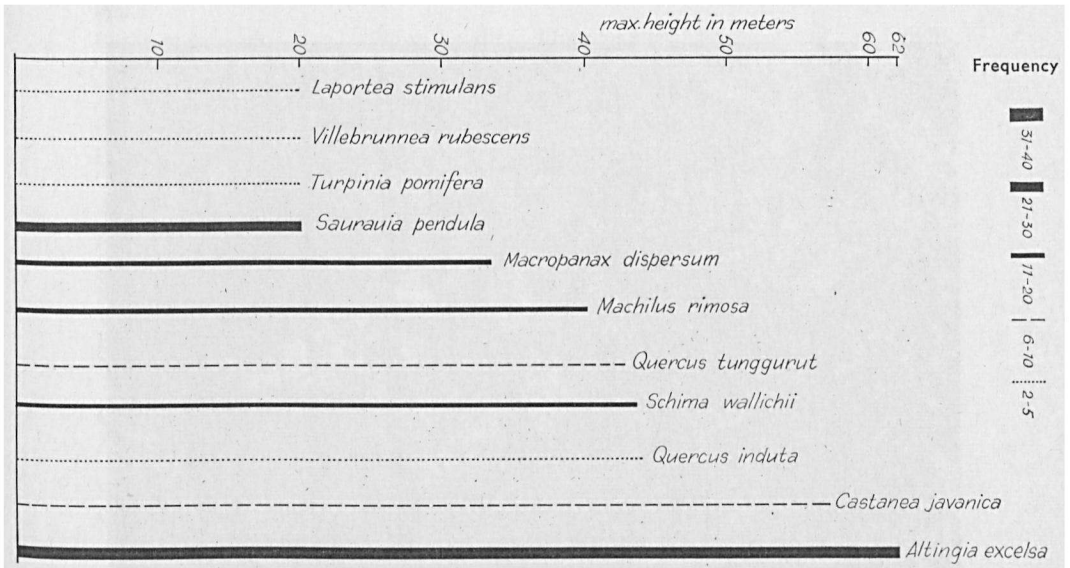 max. height in meters
10 20 30 40 50 60 62
Frequency
Laportea stimulans
Villebrunnea rubescens
Turpinia pomifera
Saurauia pendula
Macropanax dispersum
Machilus rimosa
Quercus tunggurut
Schima wallichii
Quercus induta
Castanea javanica
Altingia excelsa
31-40
21-30
11-20
6-10
2-5